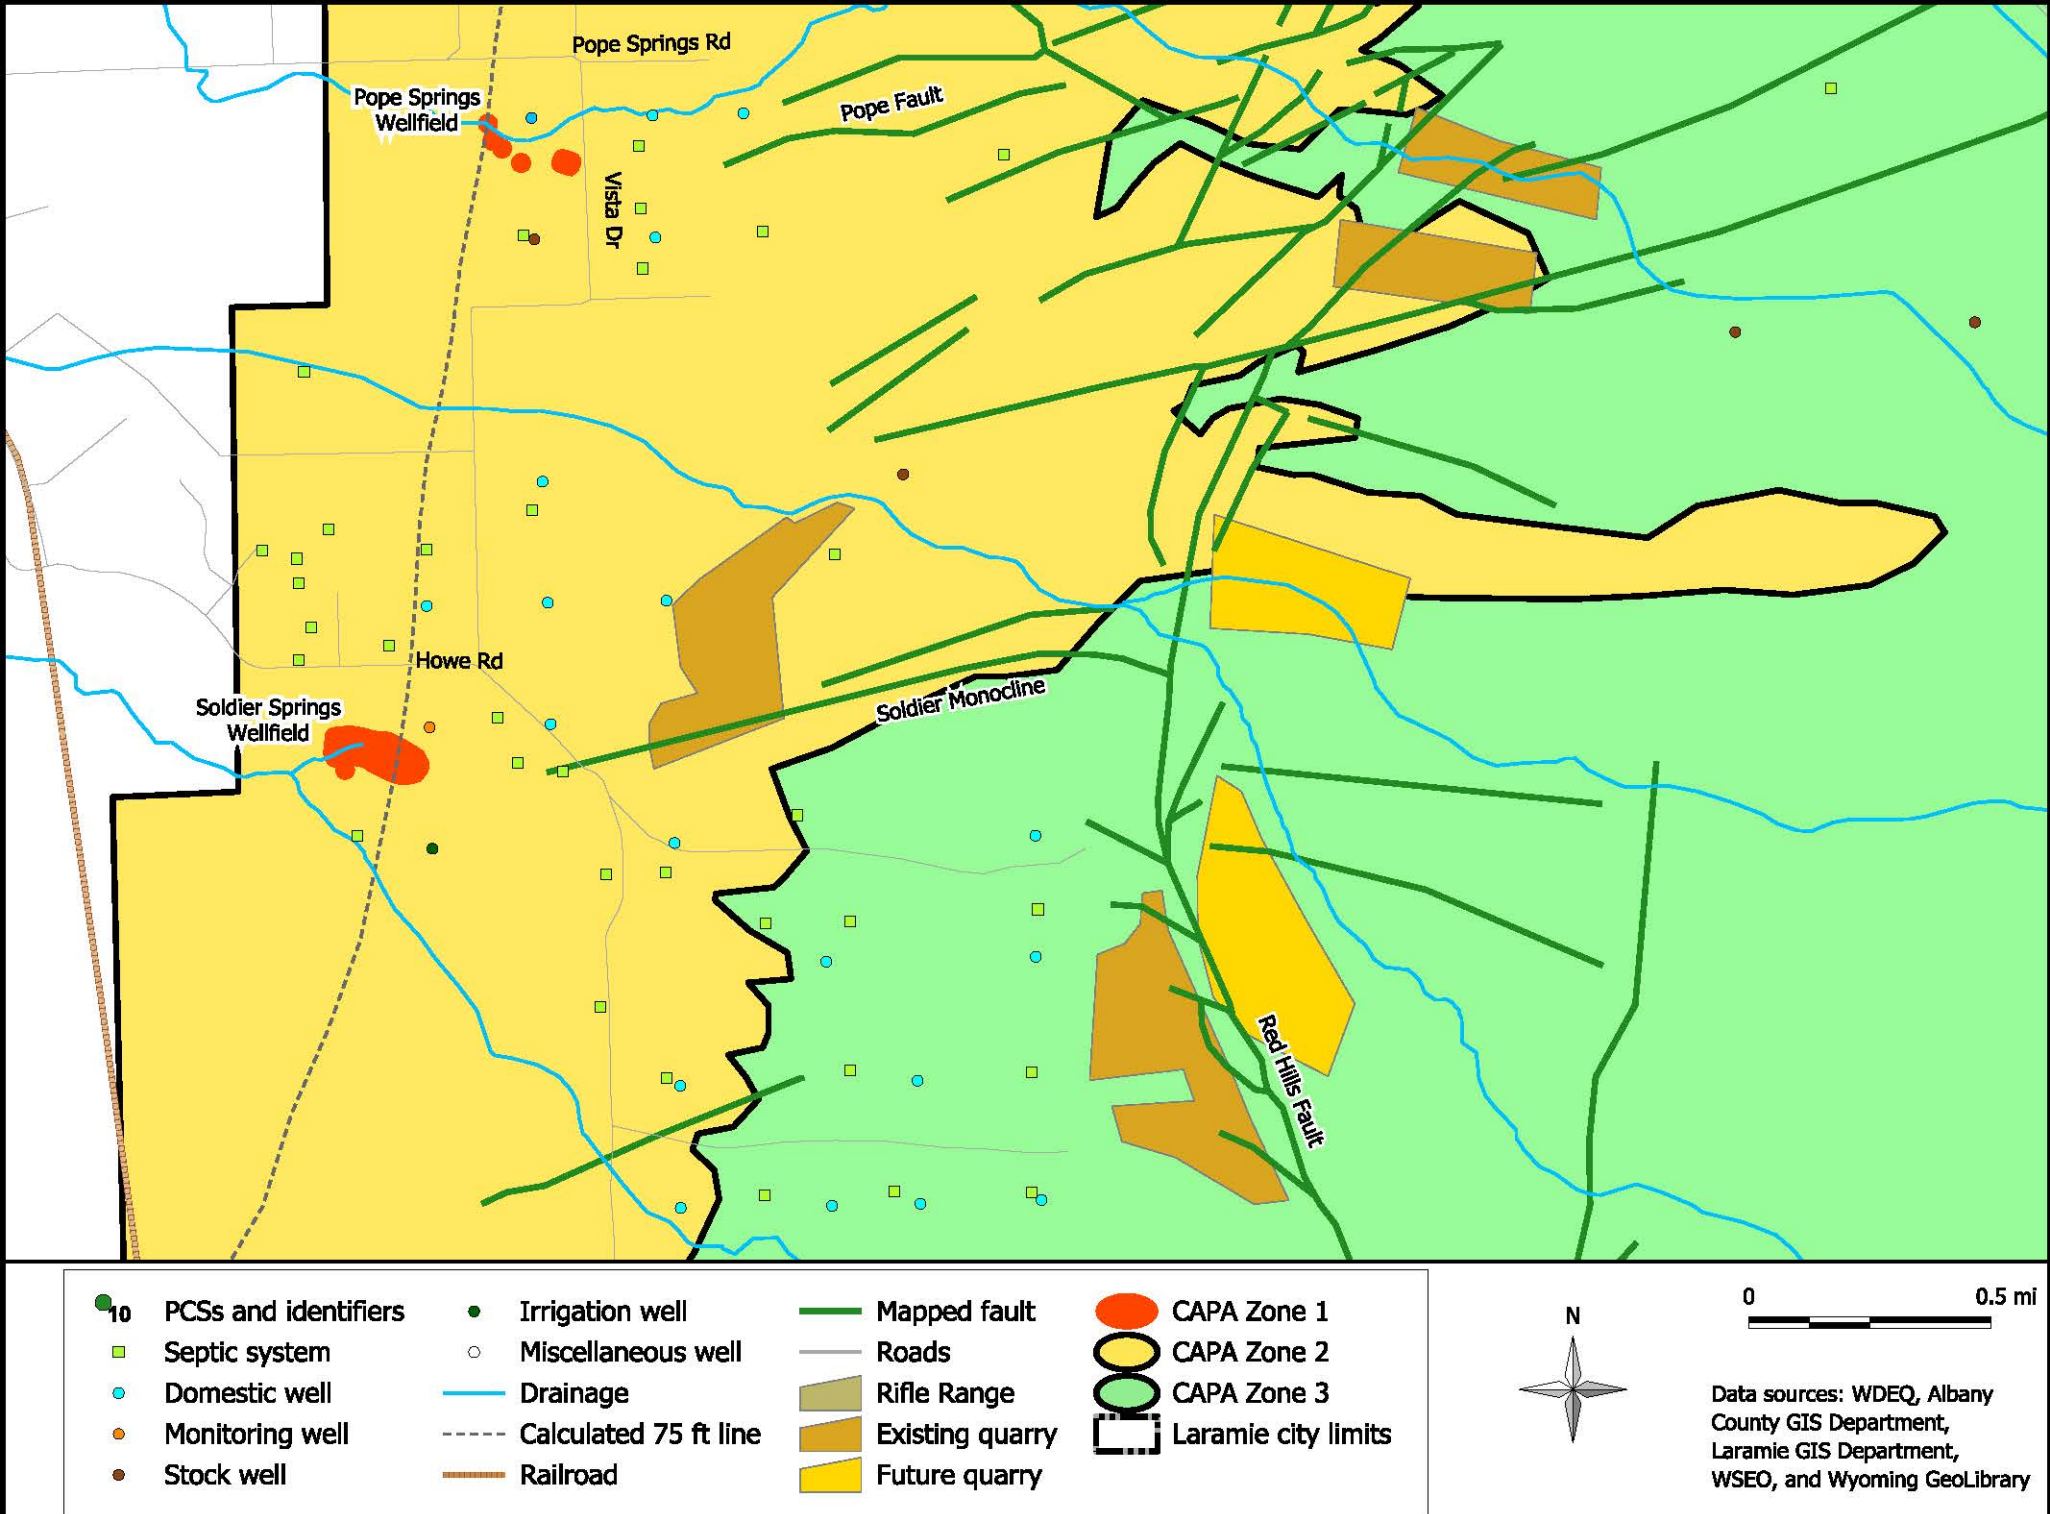 Pope Springs Rd
Pope Springs
Wellfield
Pope Fault
Vista Dr
Howe Rd
Soldier Springs
Wellfield
Soldier Monocline
Red Hills Fault
10 PCSs and identifiers
Septic system
Domestic well
Monitoring well
Stock well
Irrigation well
Miscellaneous well
Drainage
Calculated 75 ft line
Railroad
Mapped fault
Roads
Rifle Range
Existing quarry
Future quarry
CAPA Zone 1
CAPA Zone 2
CAPA Zone 3
Laramie city limits
N
0 0.5 mi
Data sources: WDEQ, Albany
County GIS Department,
Laramie GIS Department,
WSEO, and Wyoming GeoLibrary